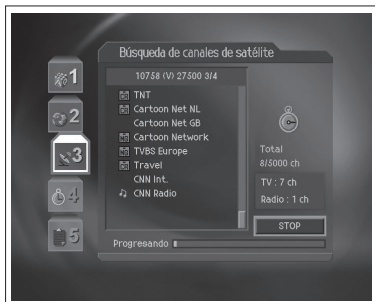 Búsqueda de canales de satélite
1
2
3
4
5
10758 (V) 27500 3/4
TNT
Cartoon Net NL
Cartoon Net GB
Cartoon Network
TVBS Europe
Travel
CNN Int.
CNN Radio
Total
8/5000 ch
TV : 7 ch
Radio : 1 ch
STOP
Progresando